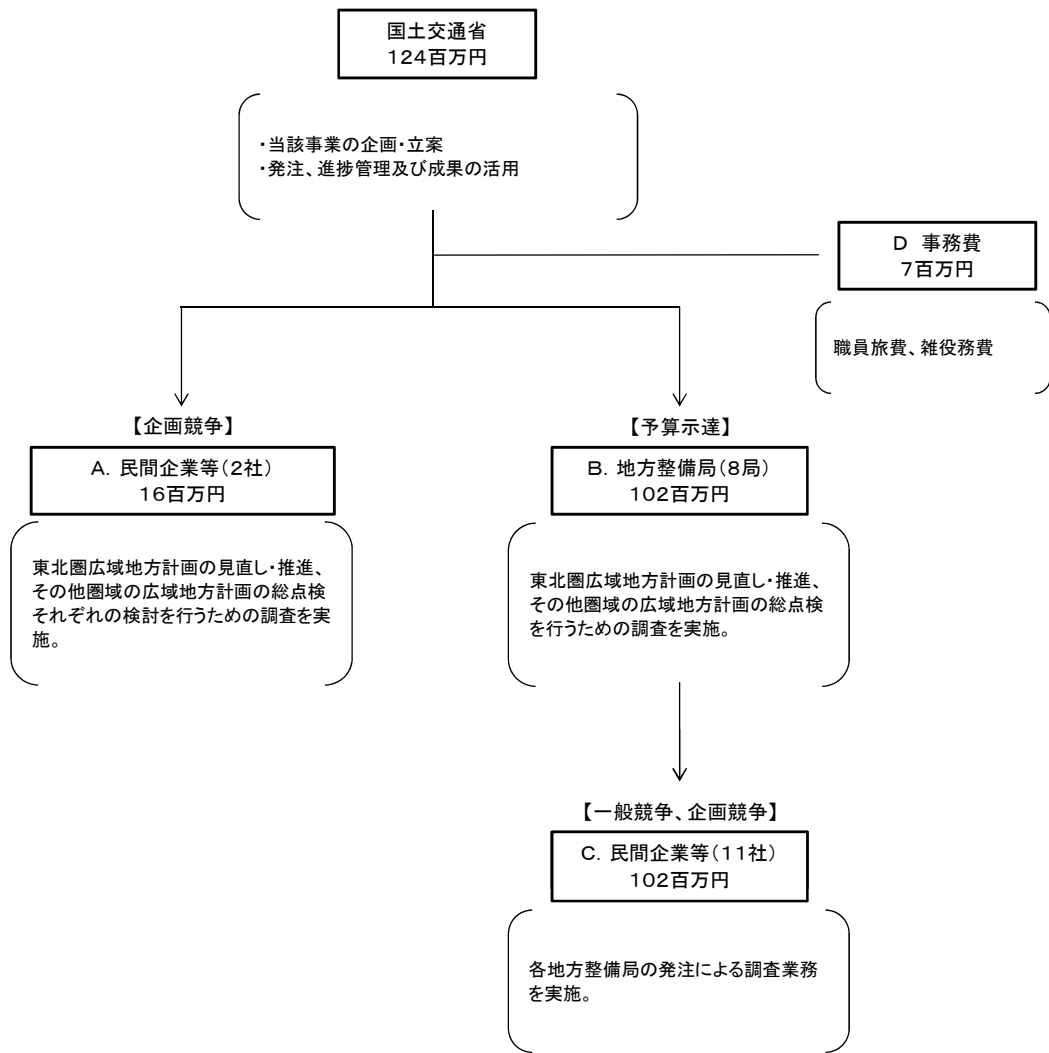 国土交通省
124百万円
・当該事業の企画・立案
・発注、進捗管理及び成果の活用
D 事務費
7百万円
職員旅費、雑役務費
【企画競争】
A. 民間企業等(2社)
16百万円
東北圏広域地方計画の見直し・推進、
その他圏域の広域地方計画の総点検
それぞれの検討を行うための調査を実
施。
【予算示達】
B. 地方整備局(8局)
102百万円
東北圏広域地方計画の見直し・推進、
その他圏域の広域地方計画の総点検
を行うための調査を実施。
【一般競争、企画競争】
C. 民間企業等(11社)
102百万円
各地方整備局の発注による調査業務
を実施。